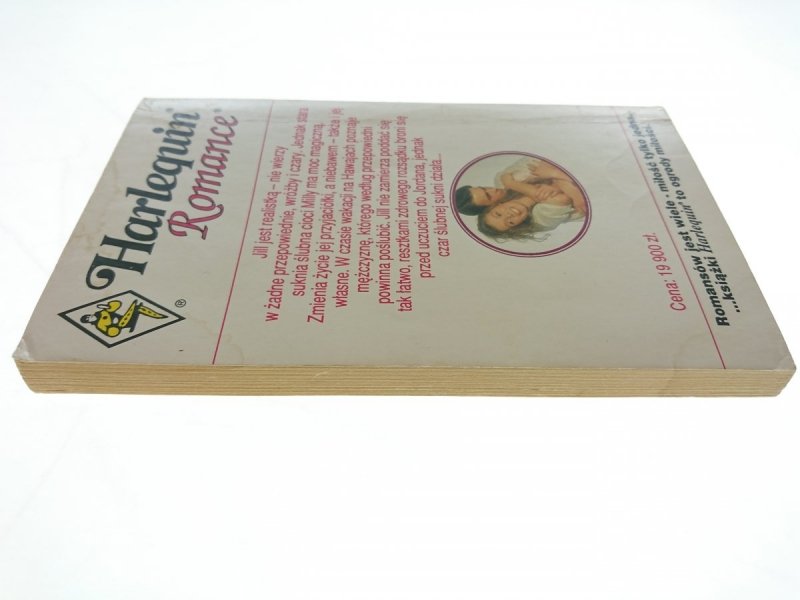 Harlequin®
Romance®
®
Jill jest realistką – nie wierzy
w żadne przepowiednie, wróżby i czary. Jednak stara
suknia ślubna cioci Milly ma moc magiczną.
Zmienia życie jej przyjaciółki, a niebawem – także i jej
własne. W czasie wakacji na Hawajach poznaje
mężczyznę, którego według przepowiedni
powinna poślubić. Jill nie zamierza poddać się
tak łatwo, resztkami zdrowego rozsądku broni się
przed uczuciem do Jordana, jednak
czar ślubnej sukni działa...
Cena: 19 900 zł.
Romansów jest wiele · miłość tylko jedna.
...książki Harlequin® to ogrody miłości.